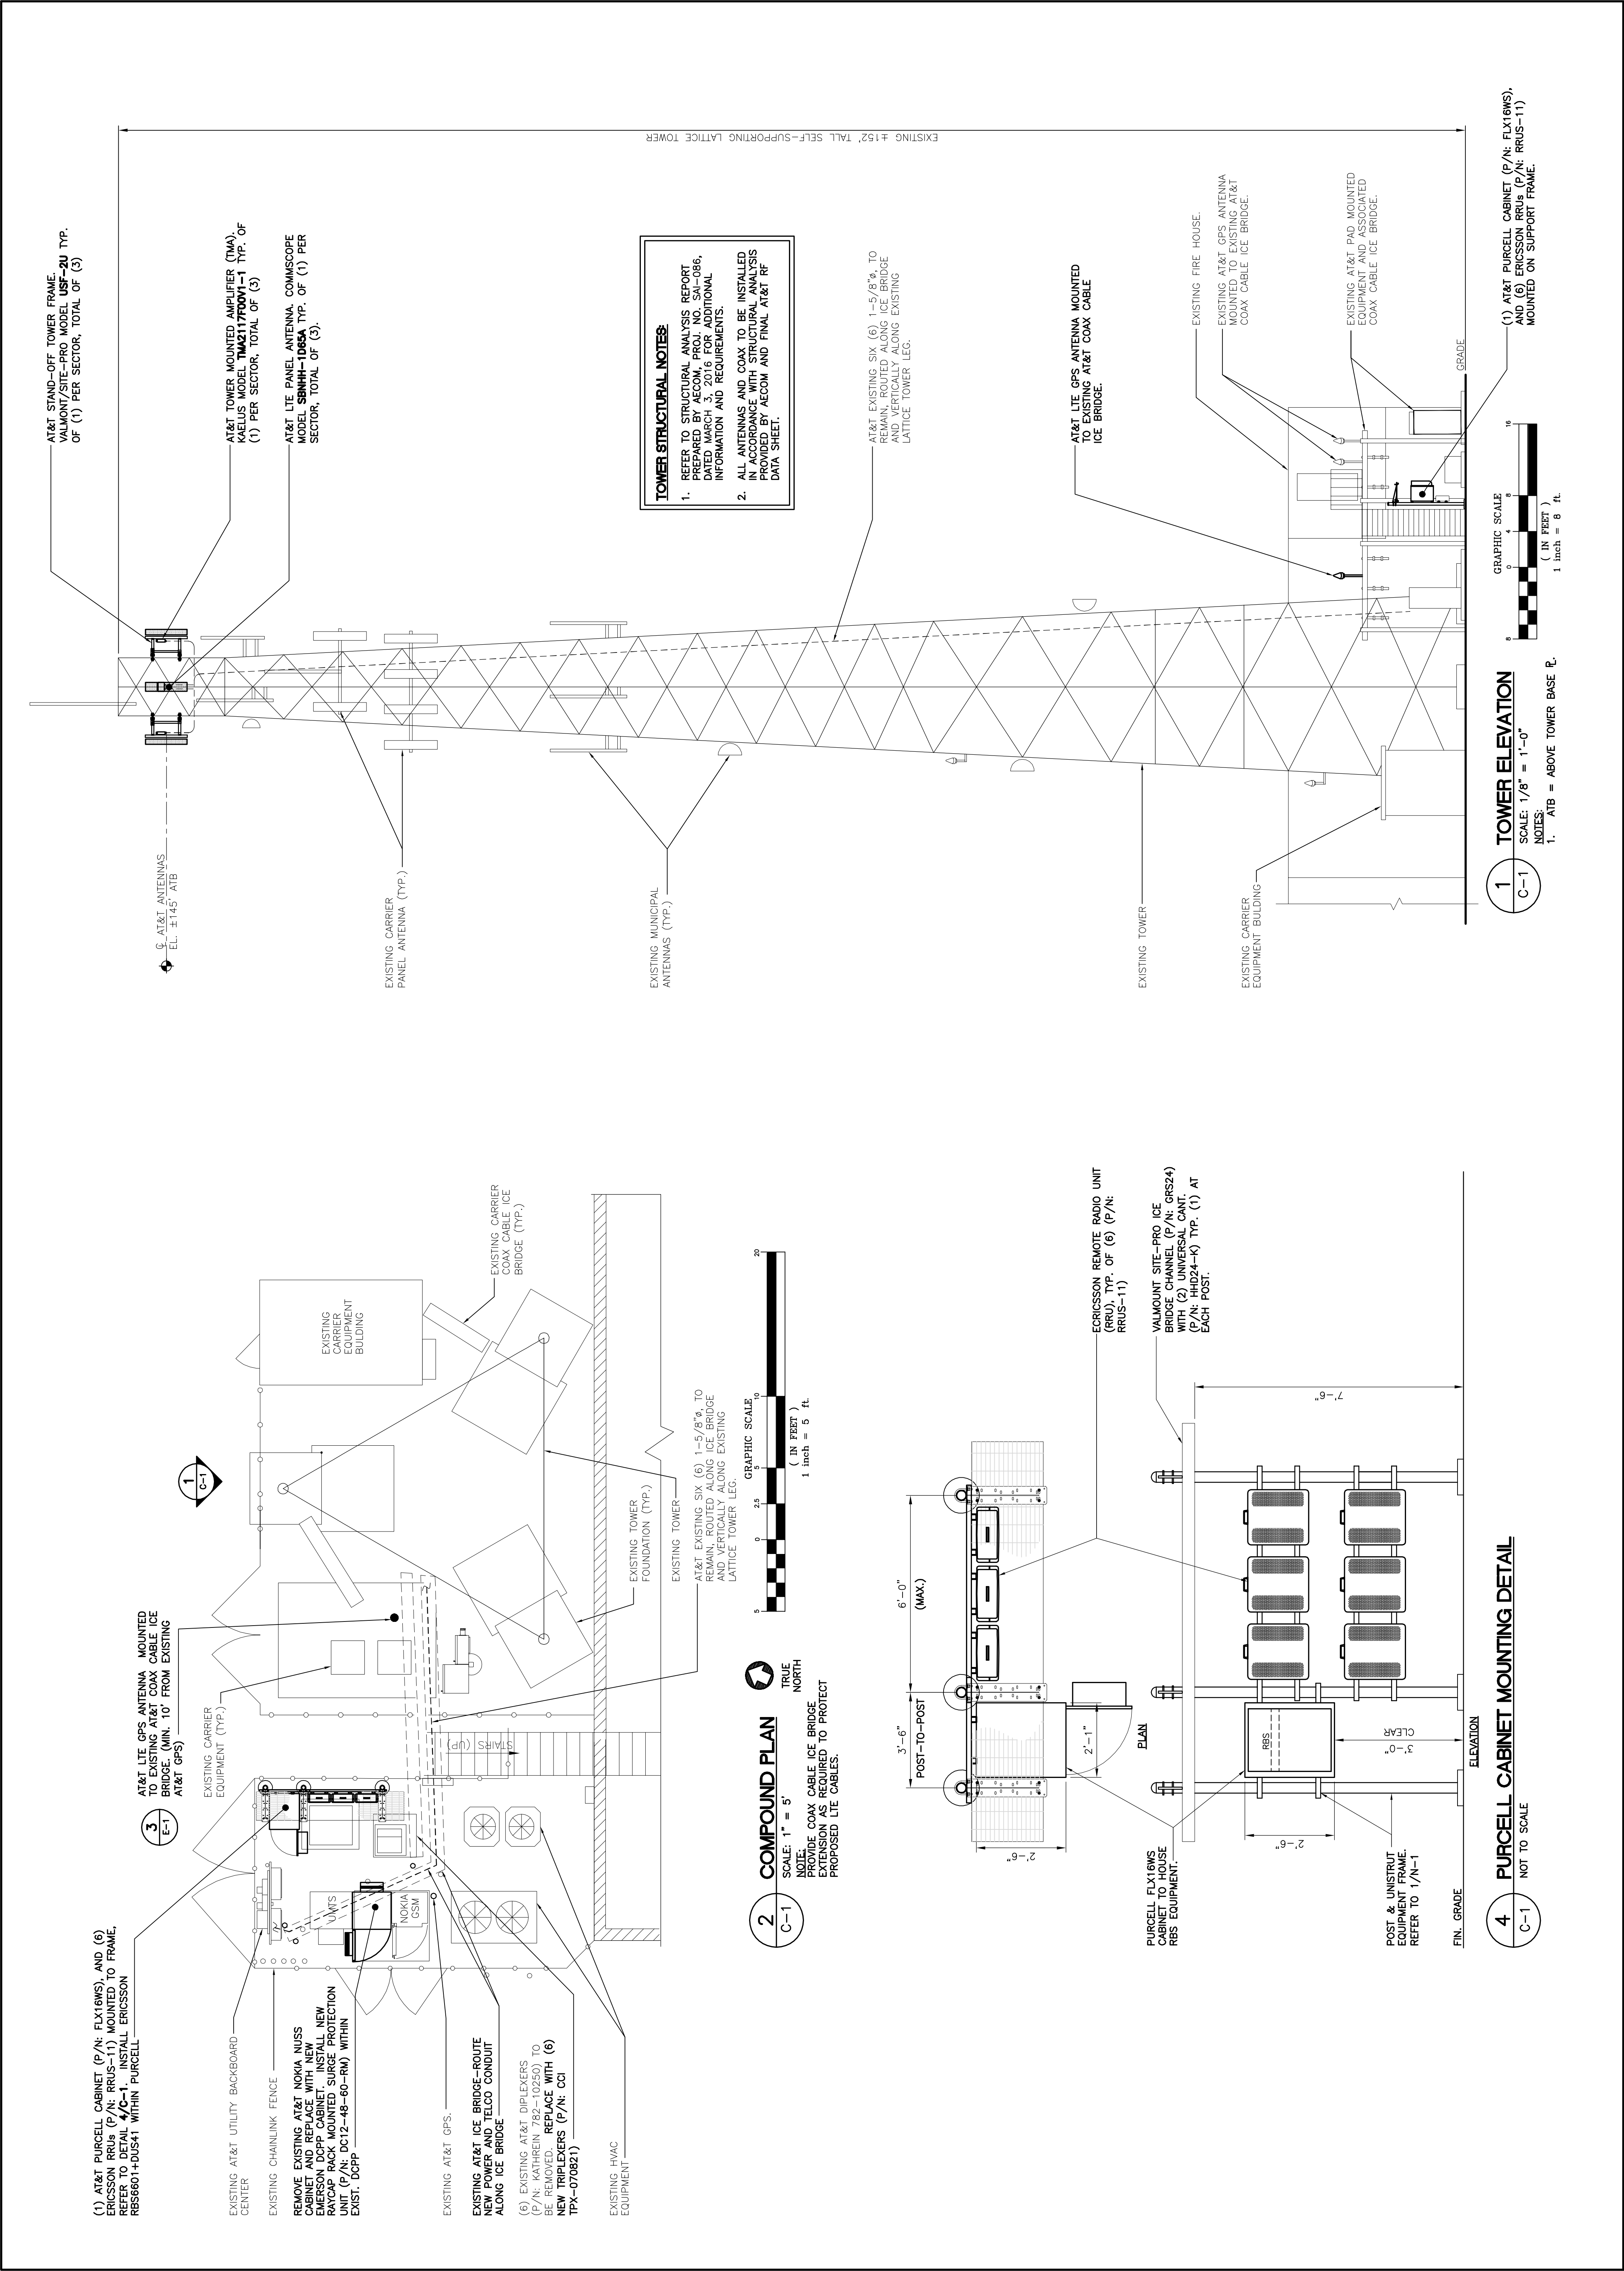 (1) AT&T PURCELL CABINET (P/N: FLX16WS), AND (6)
ERICSSON RRUs (P/N: RRUS-11) MOUNTED TO FRAME,
REFER TO DETAIL 4/C-1. INSTALL ERICSSON
RBS6601+DUS41 WITHIN PURCELL
EXISTING AT&T UTILITY BACKBOARD
CENTER
EXISTING CHAINLINK FENCE
REMOVE EXISTING AT&T NOKIA NUSS
CABINET AND REPLACE WITH NEW
EMERSON DCPP CABINET. INSTALL NEW
RAYCAP RACK MOUNTED SURGE PROTECTION
UNIT (P/N: DC12-48-60-RM) WITHIN
EXIST. DCPP
EXISTING AT&T GPS.
EXISTING AT&T ICE BRIDGE-ROUTE
NEW POWER AND TELCO CONDUIT
ALONG ICE BRIDGE
(6) EXISTING AT&T DIPLEXERS
(P/N: KATHREIN 782-10250) TO
BE REMOVED. REPLACE WITH (6)
NEW TRIPLEXERS (P/N: CCI
TPX-070821)
EXISTING HVAC
EQUIPMENT
3
E-1
AT&T LTE GPS ANTENNA MOUNTED
TO EXISTING AT&T COAX CABLE ICE
BRIDGE. (MIN. 10' FROM EXISTING
AT&T GPS)
EXISTING CARRIER
EQUIPMENT (TYP.)
UMTS
NOKIA
GSM
STAIRS (UP)
1
C-1
EXISTING
CARRIER
EQUIPMENT
BULDING
EXISTING CARRIER
COAX CABLE ICE
BRIDGE (TYP.)
EXISTING TOWER
FOUNDATION (TYP.)
EXISTING TOWER
AT&T EXISTING SIX (6) 1-5/8"ø, TO
REMAIN, ROUTED ALONG ICE BRIDGE
AND VERTICALLY ALONG EXISTING
LATTICE TOWER LEG.
2
C-1
COMPOUND PLAN
SCALE: 1" = 5'
NOTE:
PROVIDE COAX CABLE ICE BRIDGE
EXTENSION AS REQUIRED TO PROTECT
PROPOSED LTE CABLES.
TRUE
NORTH
GRAPHIC SCALE
5 0 2.5 5 10 20
( IN FEET )
1 inch = 5 ft.
3'-6"
POST-TO-POST
6'-0"
(MAX.)
2'-6"
2'-1"
PLAN
ECRICSSON REMOTE RADIO UNIT
(RRU), TYP. OF (6) (P/N:
RRUS-11)
VALMOUNT SITE-PRO ICE
BRIDGE CHANNEL (P/N: GRS24)
WITH (2) UNIVERSAL CANT.
(P/N: HHD24-K) TYP. (1) AT
EACH POST.
PURCELL FLX16WS
CABINET TO HOUSE
RBS EQUIPMENT.
RBS
2'-6"
3'-0"
CLEAR
7'-6"
POST & UNISTRUT
EQUIPMENT FRAME.
REFER TO 1/N-1
FIN. GRADE
ELEVATION
4
C-1
PURCELL CABINET MOUNTING DETAIL
NOT TO SCALE
AT&T STAND-OFF TOWER FRAME.
VALMONT/SITE-PRO MODEL USF-2U TYP.
OF (1) PER SECTOR, TOTAL OF (3)
AT&T TOWER MOUNTED AMPLIFIER (TMA).
KAELUS MODEL TMA2117F00V1-1 TYP. OF
(1) PER SECTOR, TOTAL OF (3)
AT&T LTE PANEL ANTENNA COMMSCOPE
MODEL SBNHH-1D65A TYP. OF (1) PER
SECTOR, TOTAL OF (3).
℄ AT&T ANTENNAS
EL. ±145' ATB
EXISTING CARRIER
PANEL ANTENNA (TYP.)
EXISTING MUNICIPAL
ANTENNAS (TYP.)
EXISTING TOWER
EXISTING CARRIER
EQUIPMENT BUILDING
EXISTING ±152' TALL SELF-SUPPORTING LATTICE TOWER
TOWER STRUCTURAL NOTES:
1. REFER TO STRUCTURAL ANALYSIS REPORT
PREPARED BY AECOM, PROJ. NO. SAI-086,
DATED MARCH 3, 2016 FOR ADDITIONAL
INFORMATION AND REQUIREMENTS.
2. ALL ANTENNAS AND COAX TO BE INSTALLED
IN ACCORDANCE WITH STRUCTURAL ANALYSIS
PROVIDED BY AECOM AND FINAL AT&T RF
DATA SHEET.
AT&T EXISTING SIX (6) 1-5/8"ø, TO
REMAIN, ROUTED ALONG ICE BRIDGE
AND VERTICALLY ALONG EXISTING
LATTICE TOWER LEG.
AT&T LTE GPS ANTENNA MOUNTED
TO EXISTING AT&T COAX CABLE
ICE BRIDGE.
EXISTING FIRE HOUSE.
EXISTING AT&T GPS ANTENNA
MOUNTED TO EXISTING AT&T
COAX CABLE ICE BRIDGE.
EXISTING AT&T PAD MOUNTED
EQUIPMENT AND ASSOCIATED
COAX CABLE ICE BRIDGE.
GRADE
(1) AT&T PURCELL CABINET (P/N: FLX16WS),
AND (6) ERICSSON RRUs (P/N: RRUS-11)
MOUNTED ON SUPPORT FRAME.
1
C-1
TOWER ELEVATION
SCALE: 1/8" = 1'-0"
NOTES:
1. ATB = ABOVE TOWER BASE ℄.
GRAPHIC SCALE
8 0 4 8 16
( IN FEET )
1 inch = 8 ft.